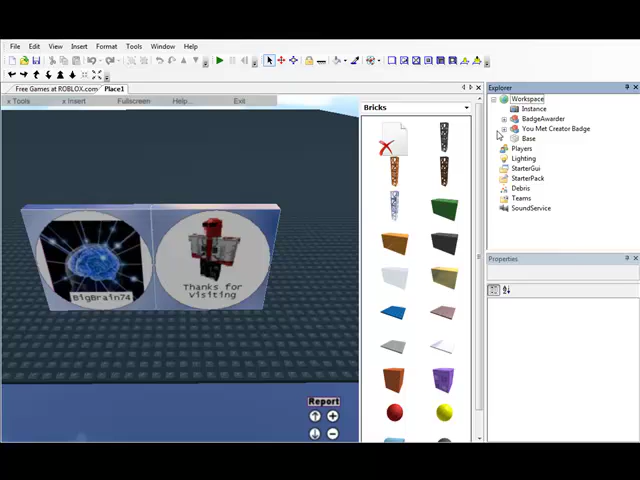 File Edit View Insert Format Tools Window Help
Free Games at ROBLOX.com Place1
x Tools x Insert Fullscreen Help... Exit
Bricks
Explorer
Workspace
Instance
BadgeAwarder
You Met Creator Badge
Base
Players
Lighting
StarterGui
StarterPack
Debris
Teams
SoundService
Properties
BigBrain74
Thanks for
visiting
Report